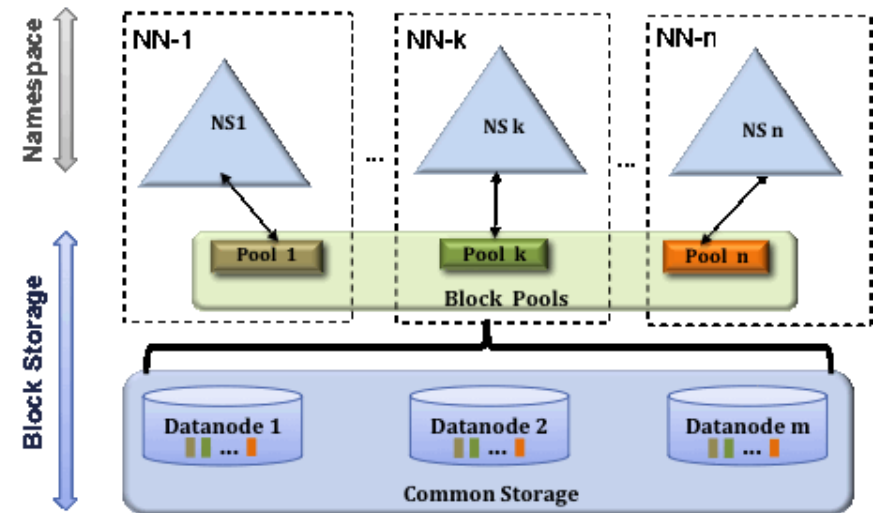 Namespace
NN-1
NN-k
NN-n
NS1
NS k
NS n
...
...
Block Storage
Pool 1
Pool k
Pool n
Block Pools
Datanode 1
...
Datanode 2
...
Datanode m
...
Common Storage